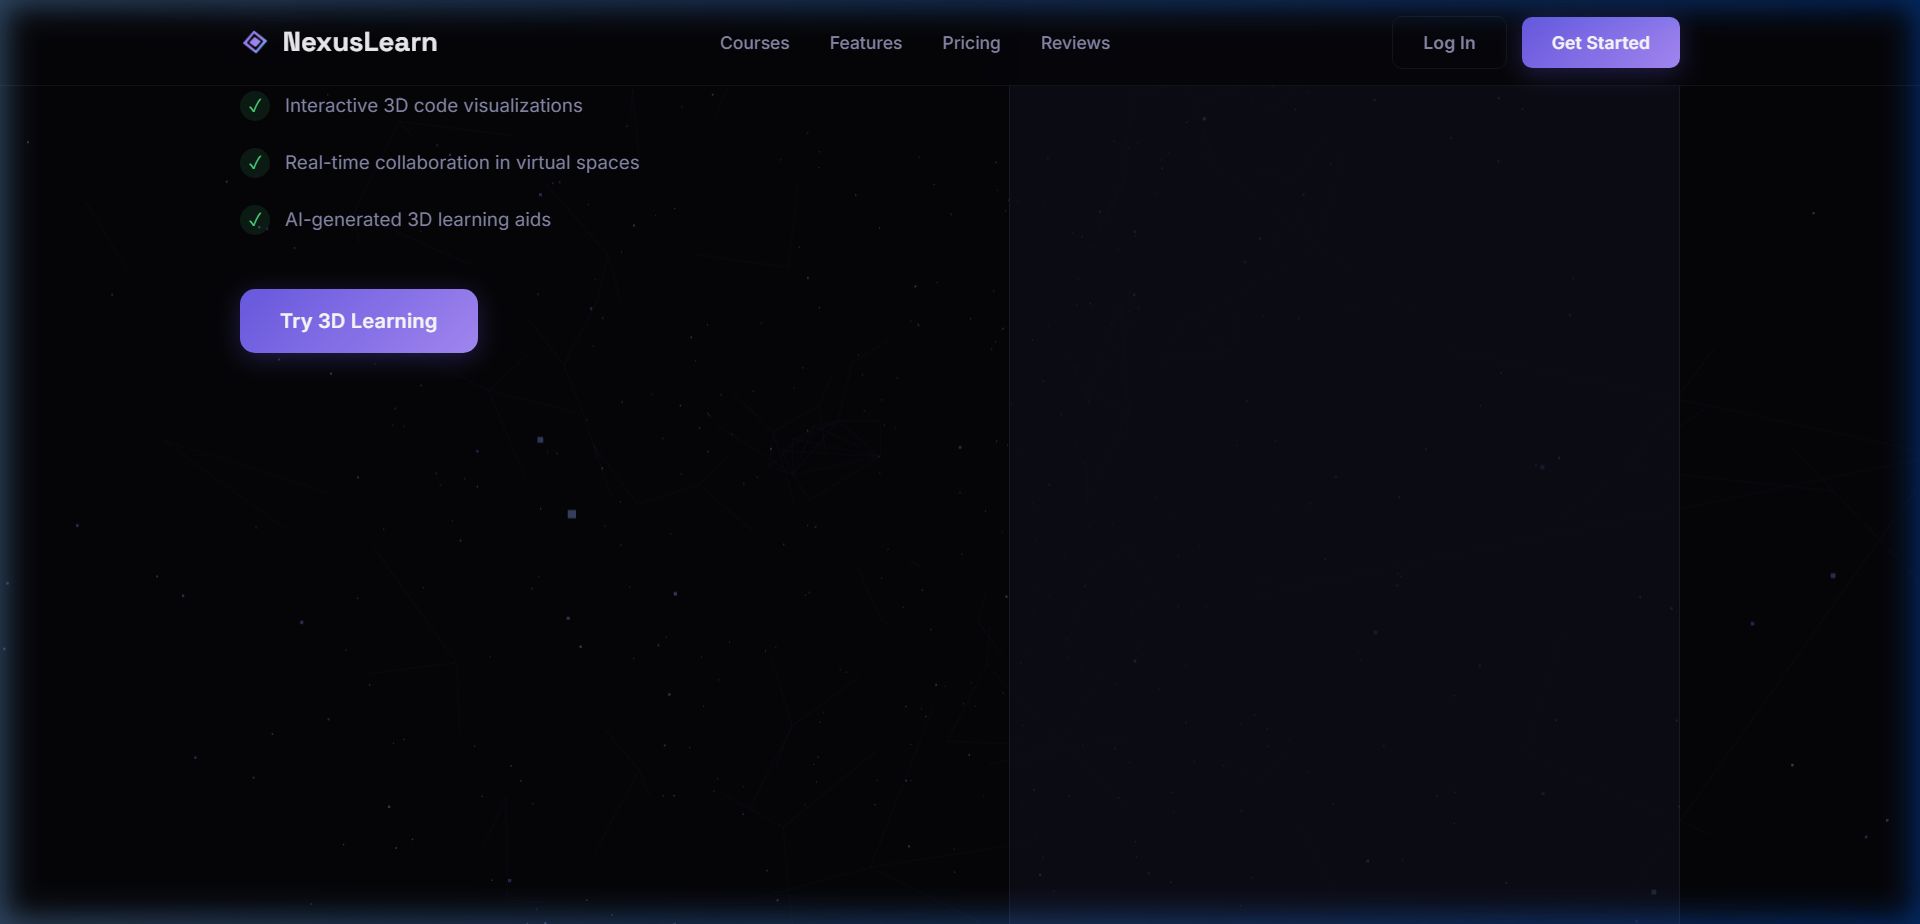 NexusLearn
Courses
Features
Pricing
Reviews
Log In
Get Started
Interactive 3D code visualizations
Real-time collaboration in virtual spaces
AI-generated 3D learning aids
Try 3D Learning